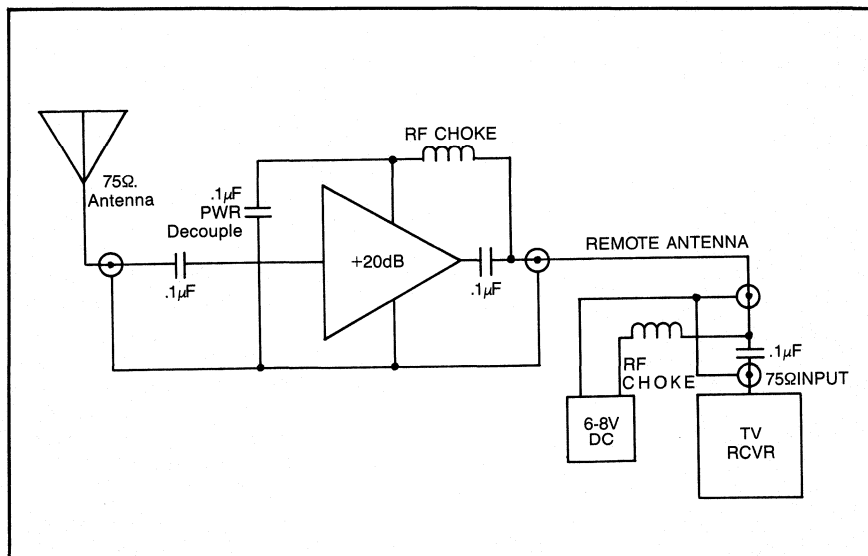 RF CHOKE
75Ω.
Antenna
.1μF
PWR
Decouple
+20dB
REMOTE ANTENNA
.1μF
.1μF
.1μF
RF
CHOKE
75ΩINPUT
6-8V
DC
TV
RCVR